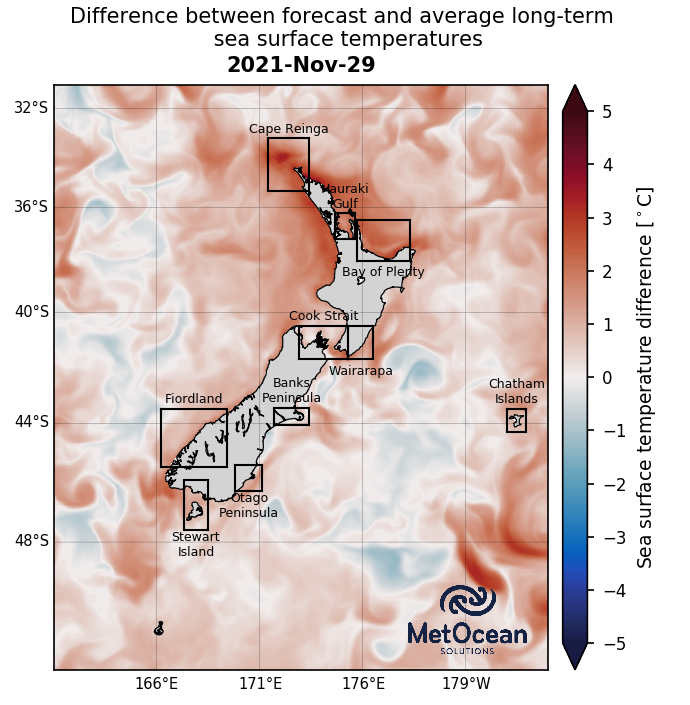 Difference between forecast and average long-term
sea surface temperatures
2021-Nov-29
32°S
36°S
40°S
44°S
48°S
166°E
171°E
176°E
179°W
Cape Reinga
Hauraki
Gulf
Bay of Plenty
Cook Strait
Wairarapa
Banks
Peninsula
Fiordland
Chatham
Islands
Otago
Peninsula
Stewart
Island
MetOcean
SOLUTIONS
5
4
3
2
1
0
−1
−2
−3
−4
−5
Sea surface temperature difference [°C]